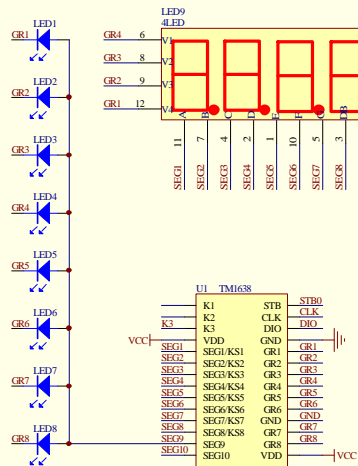 LED1
GR1
LED2
GR2
LED3
GR3
LED4
GR4
LED5
GR5
LED6
GR6
LED7
GR7
LED8
GR8
LED9
4LED
GR4 6 V1
GR3 8 V2
GR2 9 V3
GR1 12 V4
A B C D E F G DB
11 7 4 2 1 10 5 3
SEG1 SEG2 SEG3 SEG4 SEG5 SEG6 SEG7 SEG8
U1 TM1638
K1 STB STB0
K2 CLK CLK
K3 K3 DIO DIO
VCC VDD GND
SEG1 SEG1/KS1 GR1 GR1
SEG2 SEG2/KS2 GR2 GR2
SEG3 SEG3/KS3 GR3 GR3
SEG4 SEG4/KS4 GR4 GR4
SEG5 SEG5/KS5 GR5 GR5
SEG6 SEG6/KS6 GR6 GR6
SEG7 SEG7/KS7 GND GND
SEG8 SEG8/KS8 GR7 GR7
SEG9 SEG9 GR8 GR8
SEG10 SEG10 VDD VCC